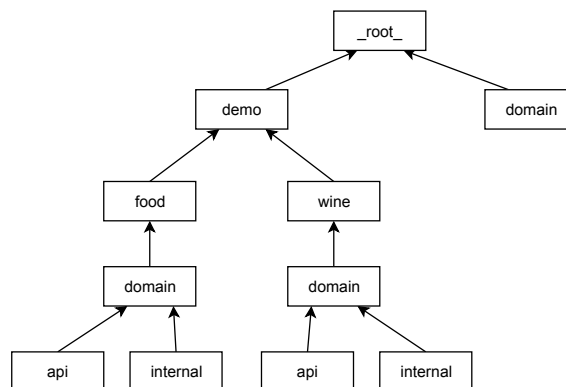 _root_
demo
domain
food
wine
domain
domain
api
internal
api
internal